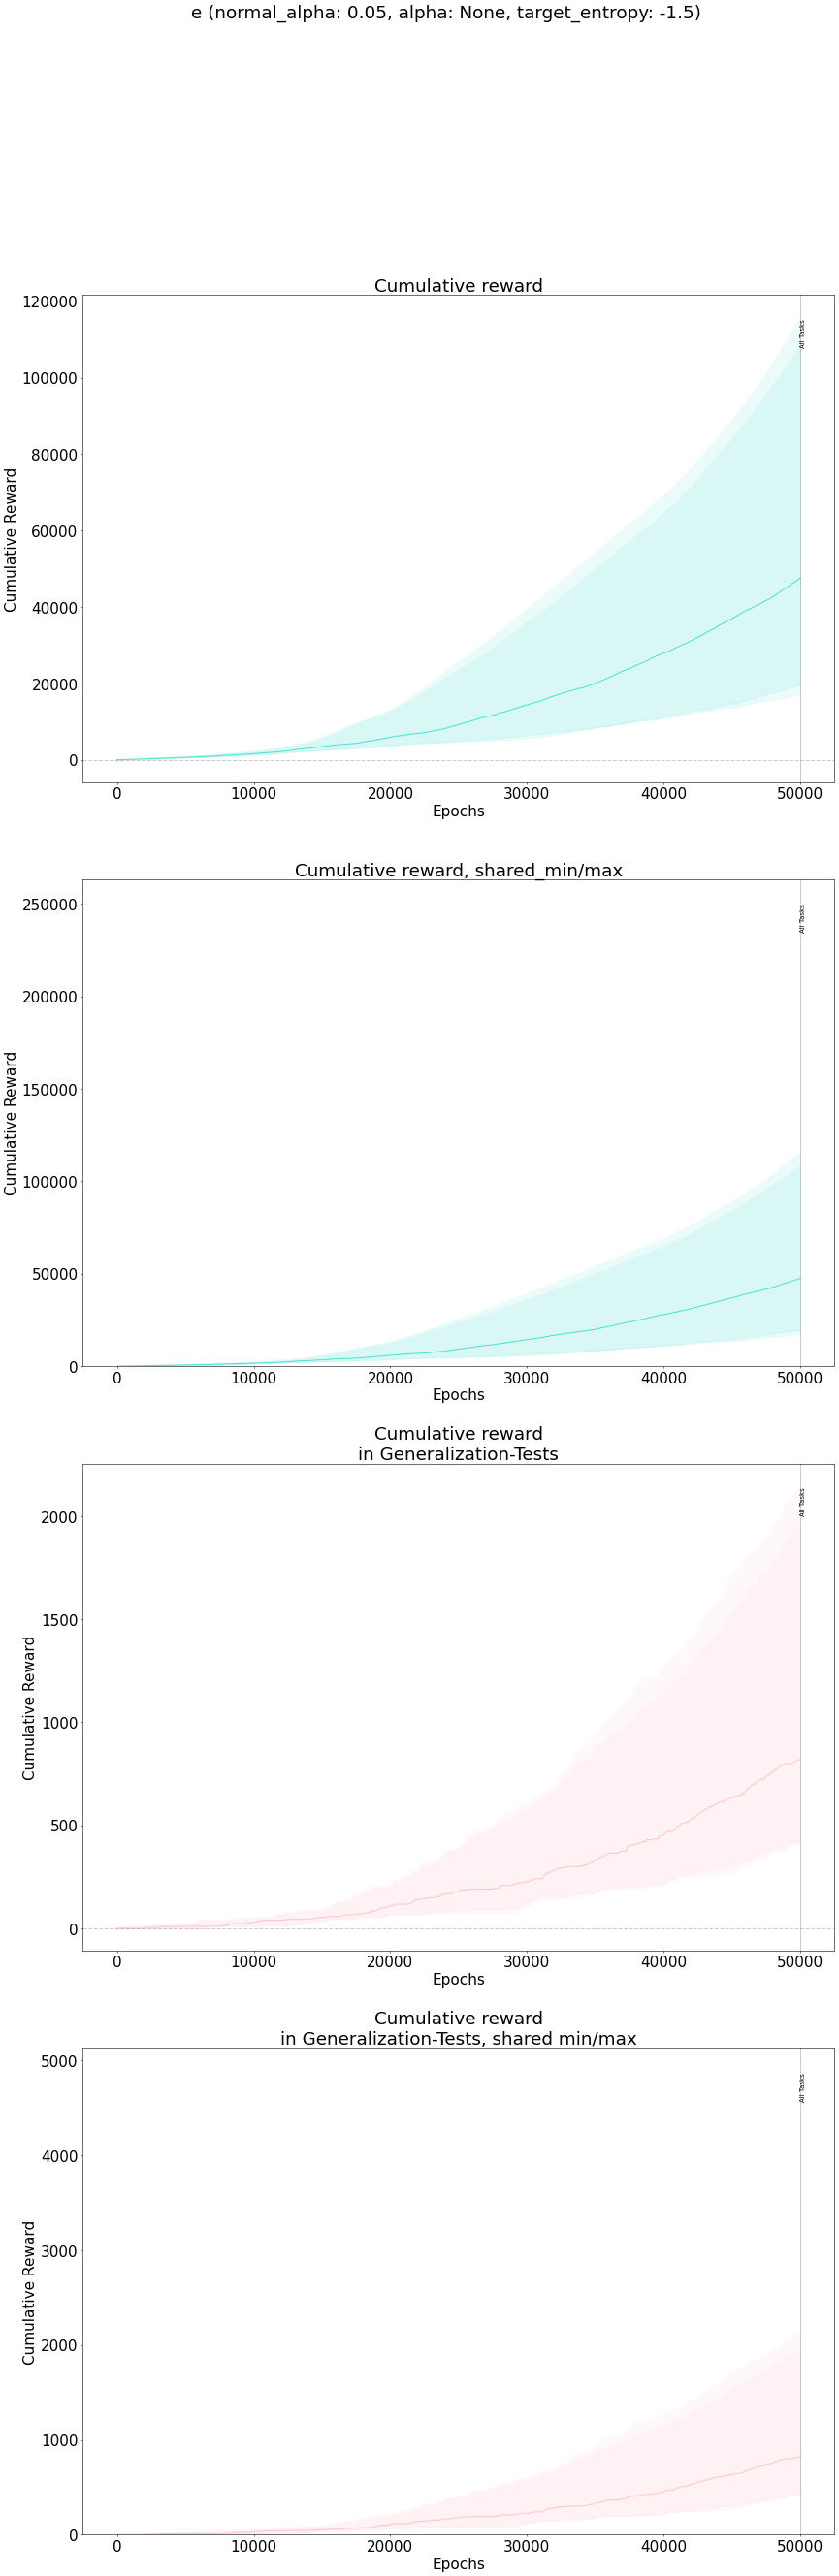 e (normal_alpha: 0.05, alpha: None, target_entropy: -1.5)
Cumulative reward
120000
100000
80000
60000
40000
20000
0
Cumulative Reward
All Tasks
0 10000 20000 30000 40000 50000
Epochs
Cumulative reward, shared_min/max
250000
200000
150000
100000
50000
0
Cumulative Reward
All Tasks
0 10000 20000 30000 40000 50000
Epochs
Cumulative reward
in Generalization-Tests
2000
1500
1000
500
0
Cumulative Reward
All Tasks
0 10000 20000 30000 40000 50000
Epochs
Cumulative reward
in Generalization-Tests, shared min/max
5000
4000
3000
2000
1000
0
Cumulative Reward
All Tasks
0 10000 20000 30000 40000 50000
Epochs